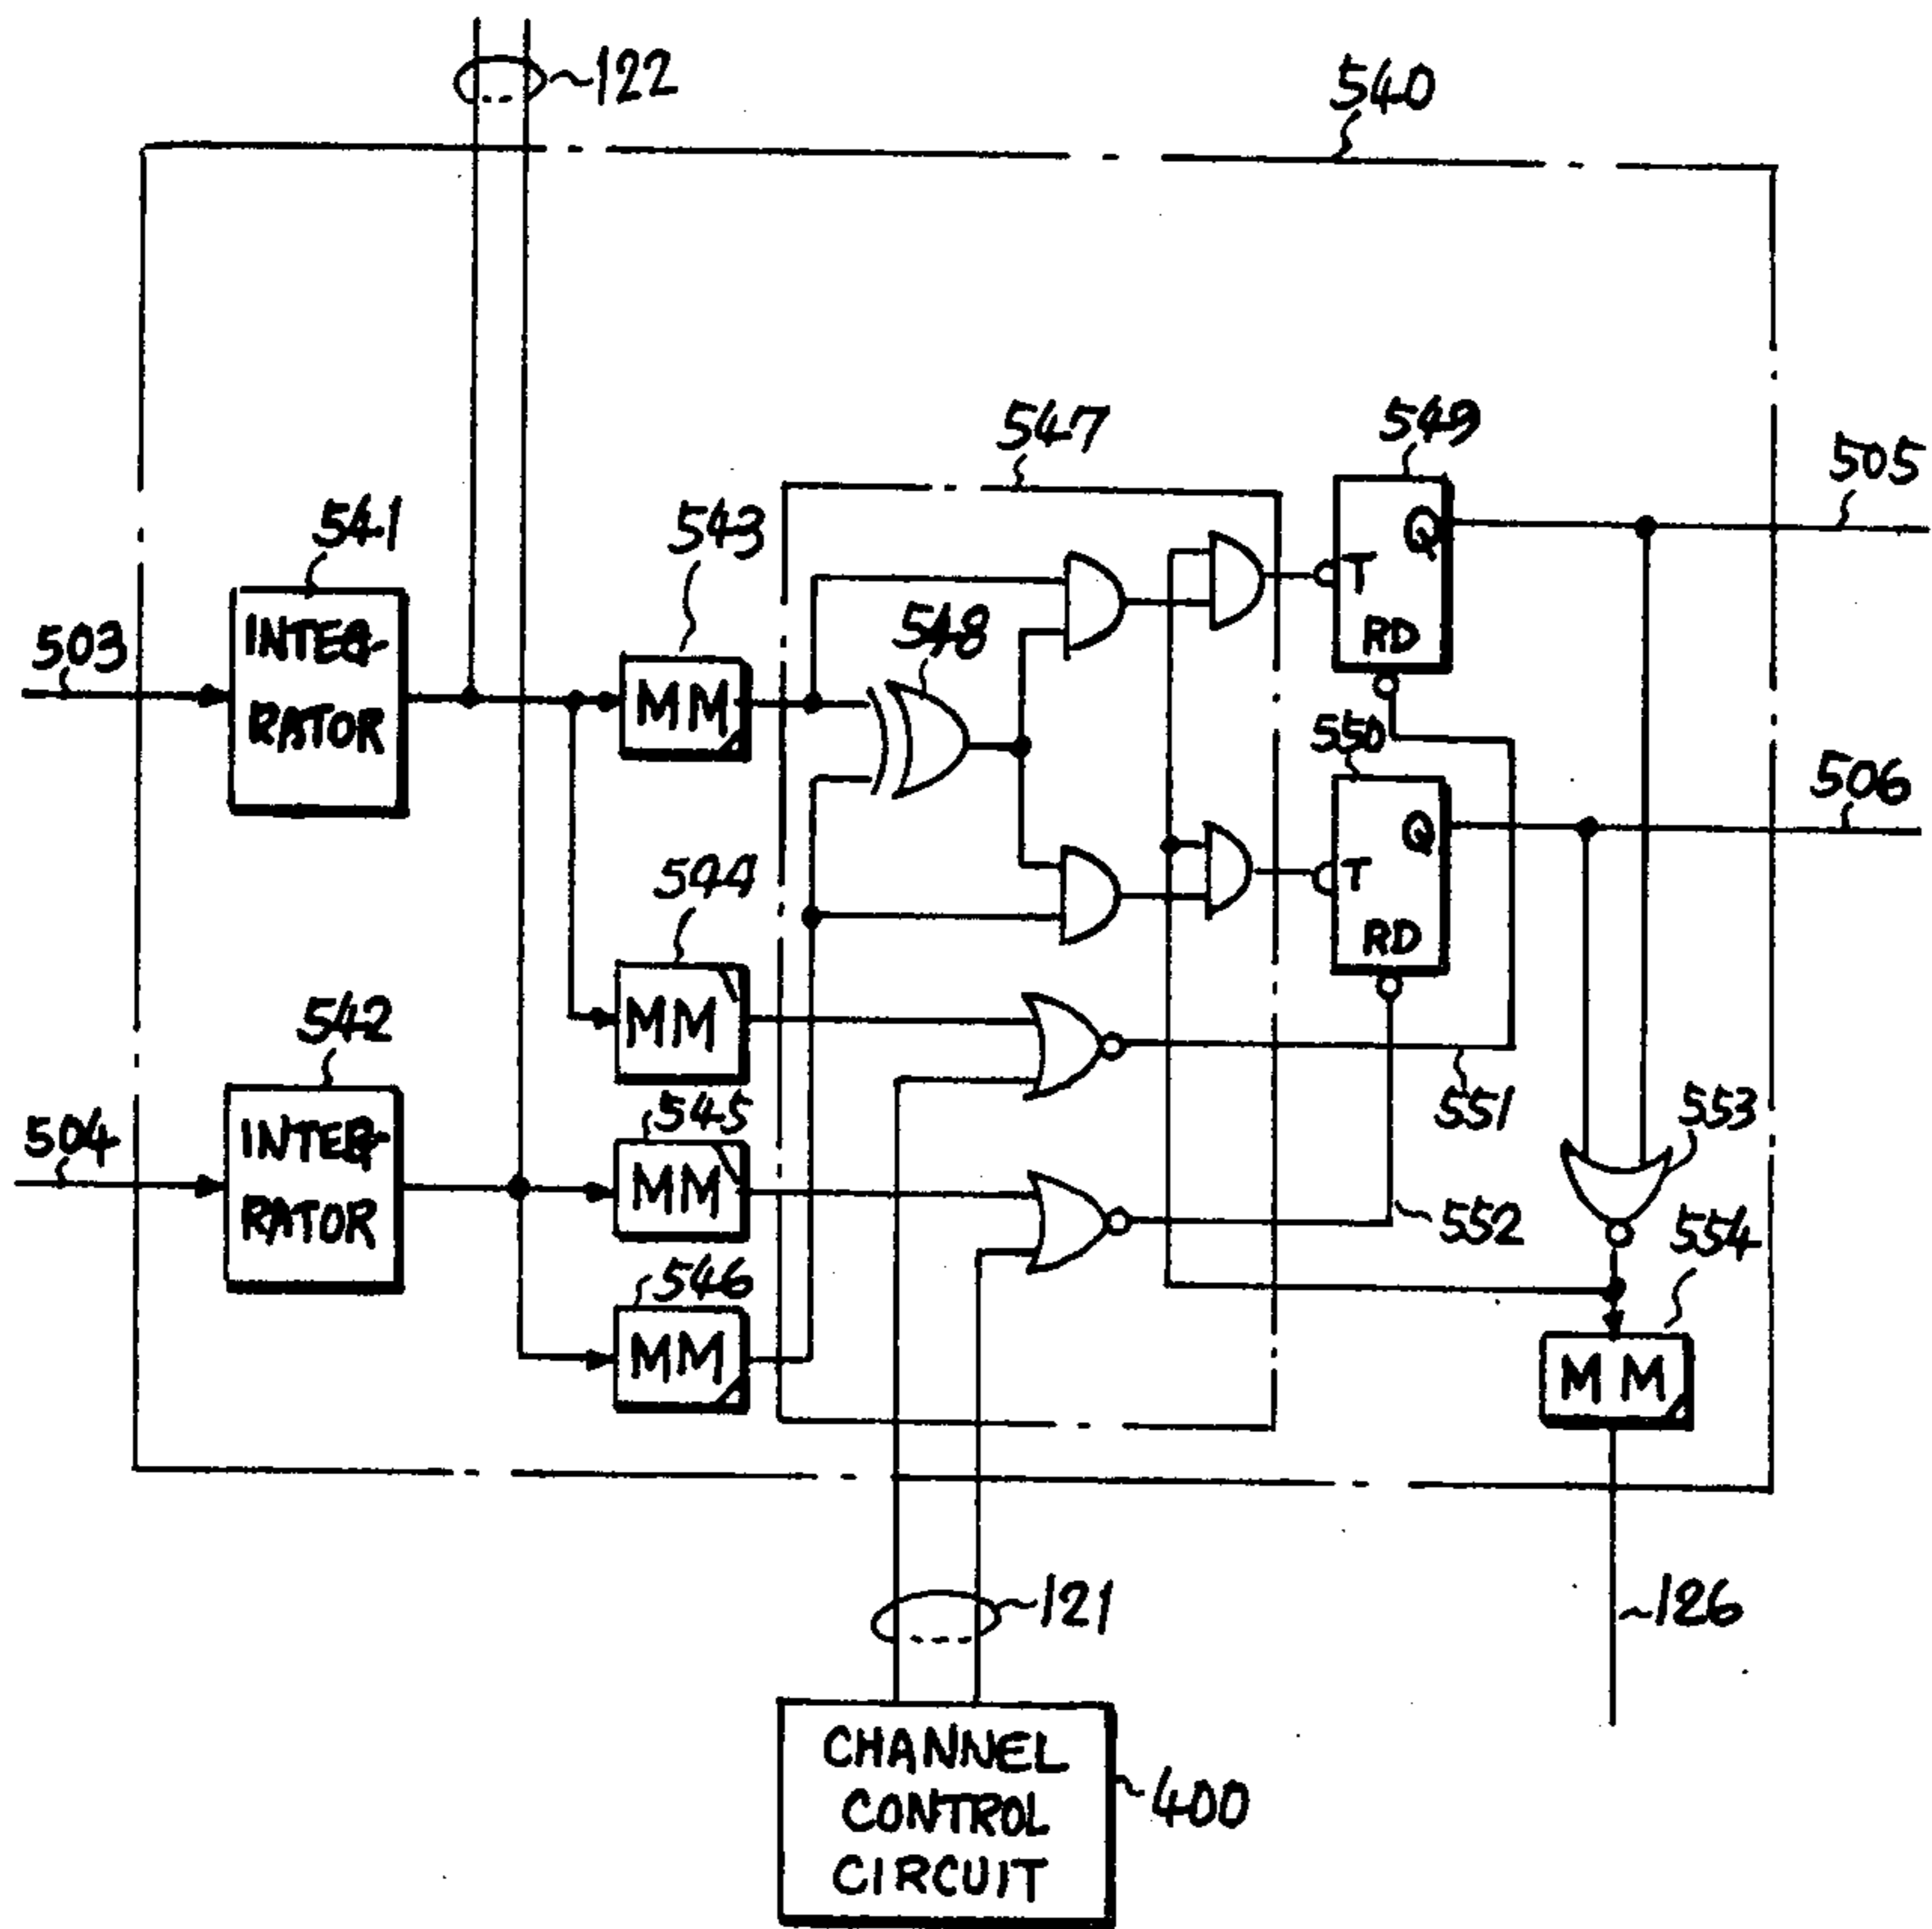 122
540
547
549
505
541
543
INTEG-
RATOR
503
548
MM
T
Q
RD
550
506
544
T
Q
RD
MM
542
INTEG-
RATOR
504
545
MM
551
553
552
554
546
MM
MM
121
126
CHANNEL
CONTROL
CIRCUIT
400